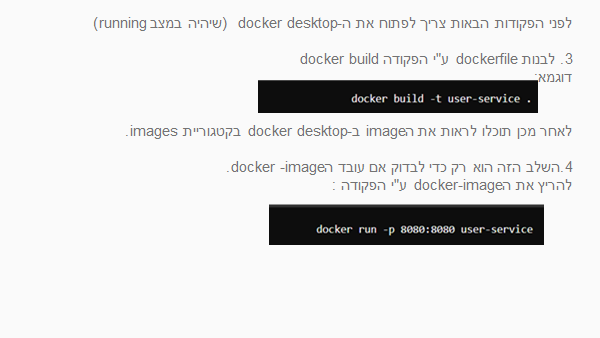 לפני הפקודות הבאות צריך לפתוח את ה-docker desktop (שיהיה במצב running)
3. לבנות dockerfile ע"י הפקודה docker build
דוגמא:
docker build -t user-service .
לאחר מכן תוכלו לראות את הimage ב-docker desktop בקטגוריית images.
4.השלב הזה הוא רק כדי לבדוק אם עובד הdocker -image.
להריץ את הdocker-image ע"י הפקודה :
docker run -p 8080:8080 user-service